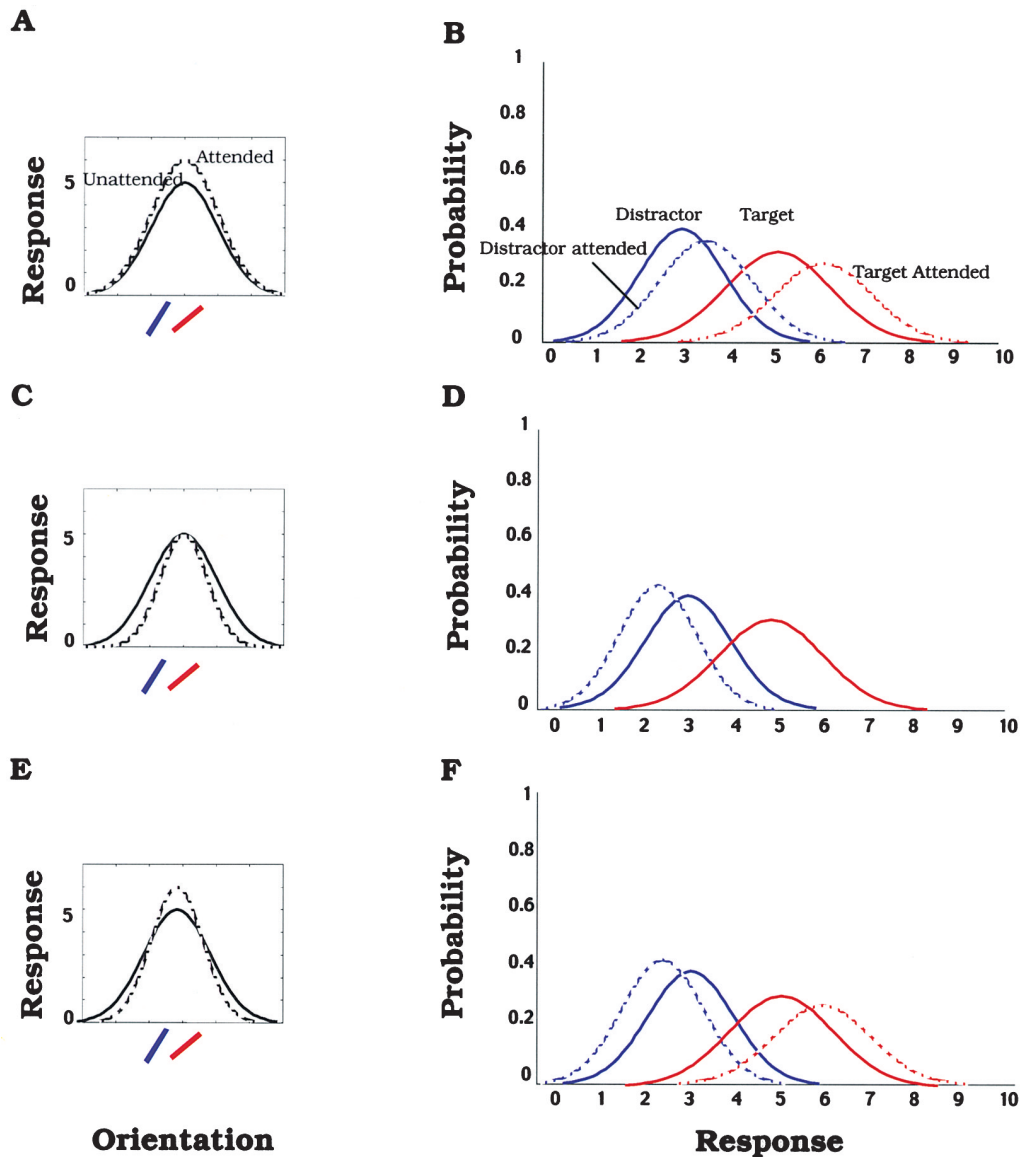 A
Response
5
0
Unattended
Attended
B
Probability
1
0.8
0.6
0.4
0.2
0
Distractor
Target
Distractor attended
Target Attended
0 1 2 3 4 5 6 7 8 9 10
C
Response
5
0
D
Probability
1
0.8
0.6
0.4
0.2
0
0 1 2 3 4 5 6 7 8 9 10
E
Response
5
0
F
Probability
1
0.8
0.6
0.4
0.2
0
0 1 2 3 4 5 6 7 8 9 10
Orientation
Response